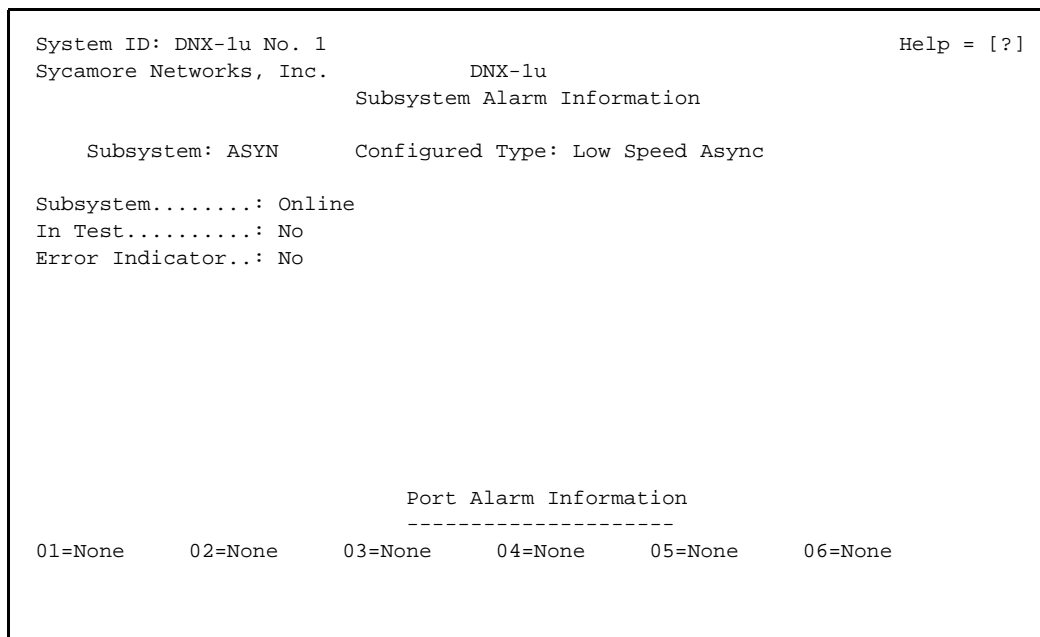 System ID: DNX-1u No. 1 Help = [?]
Sycamore Networks, Inc. DNX-1u
Subsystem Alarm Information
Subsystem: ASYN Configured Type: Low Speed Async
Subsystem........: Online
In Test..........: No
Error Indicator..: No
Port Alarm Information
---------------------
01=None 02=None 03=None 04=None 05=None 06=None